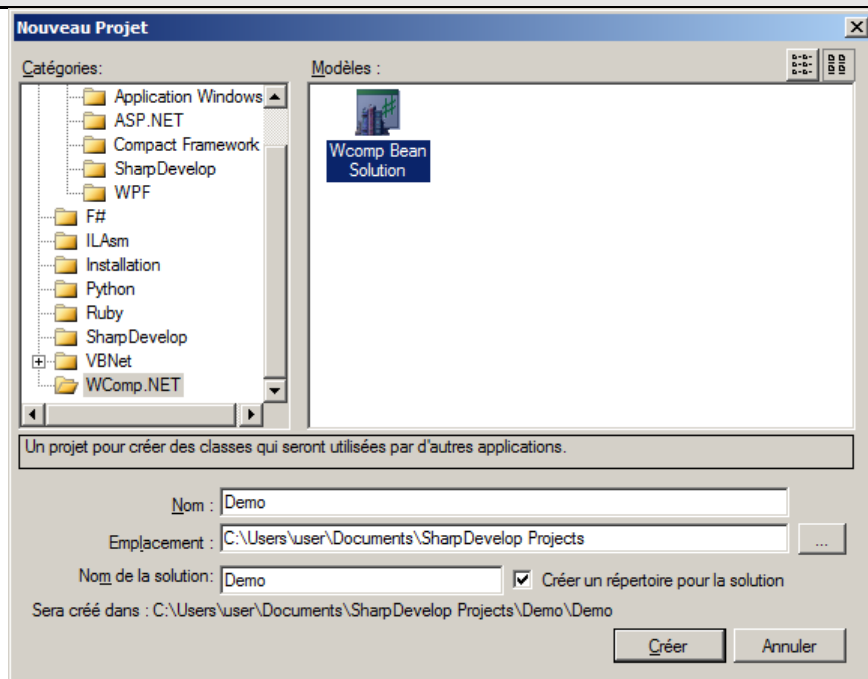 Nouveau Projet
Catégories:
Modèles :
Application Windows
ASP.NET
Compact Framework
SharpDevelop
WPF
F#
ILAsm
Installation
Python
Ruby
SharpDevelop
VBNet
WComp.NET
Wcomp Bean
Solution
Un projet pour créer des classes qui seront utilisées par d'autres applications.
Nom : Demo
Emplacement : C:\Users\user\Documents\SharpDevelop Projects ...
Nom de la solution: Demo Créer un répertoire pour la solution
Sera créé dans : C:\Users\user\Documents\SharpDevelop Projects\Demo\Demo
Créer Annuler